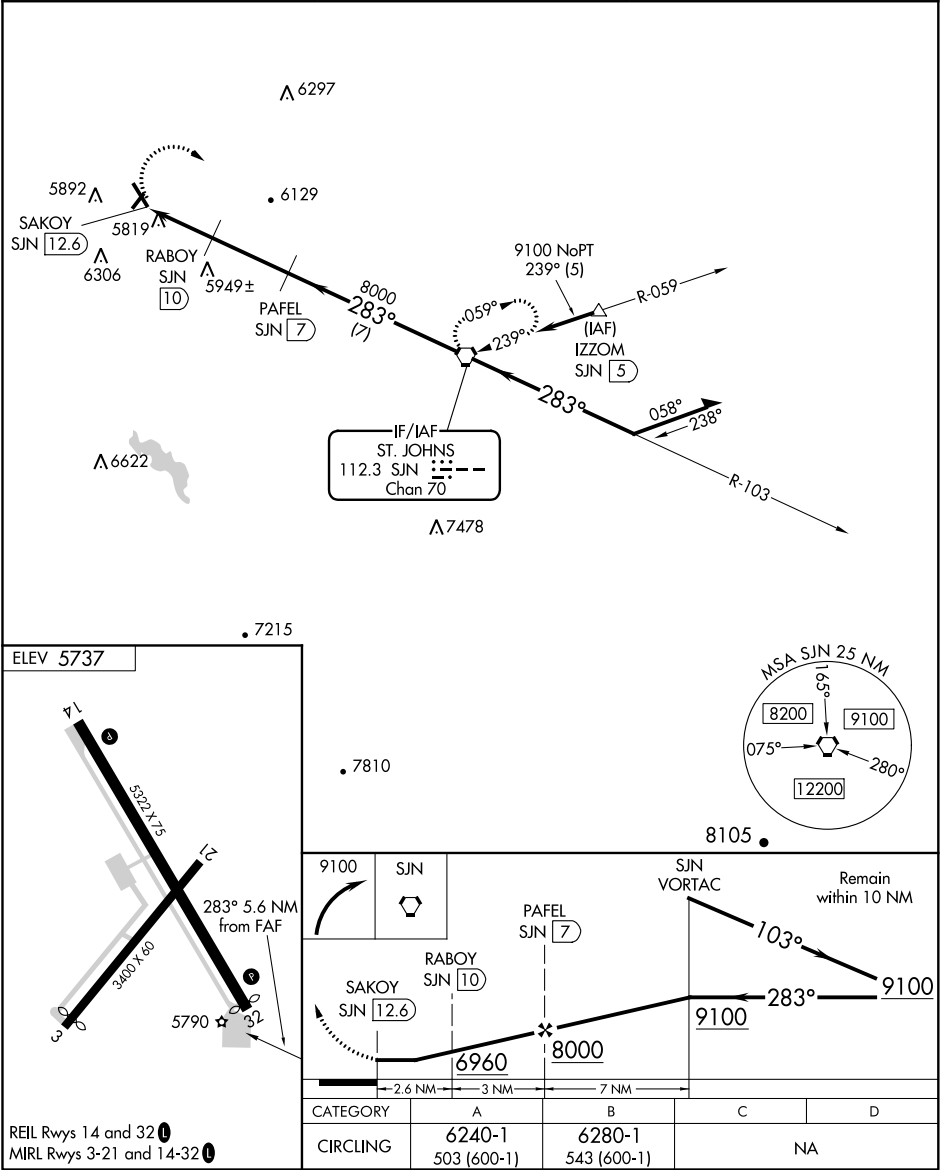 6297
5892
6129
SAKOY
SJN 12.6
5819
6306
RABOY
SJN
10
5949±
PAFEL
SJN 7
8000
283°
(7)
059°
239°
9100 NoPT
239° (5)
R-059
(IAF)
IZZOM
SJN 5
283°
058°
238°
R-103
IF/IAF
ST. JOHNS
112.3 SJN
Chan 70
6622
7478
7215
7810
8105
MSA SJN 25 NM
165°
8200
9100
075°
280°
12200
ELEV 5737
14
P
5322 X 75
21
283° 5.6 NM
from FAF
3400 X 60
P
5790
32
3
REIL Rwys 14 and 32 L
MIRL Rwys 3-21 and 14-32 L
9100
SJN
SJN
VORTAC
Remain
within 10 NM
PAFEL
SJN 7
103°
RABOY
SJN 10
SAKOY
SJN 12.6
283°
9100
9100
8000
6960
2.6 NM
3 NM
7 NM
CATEGORY A B C D
CIRCLING 6240-1 6280-1 NA
503 (600-1) 543 (600-1)